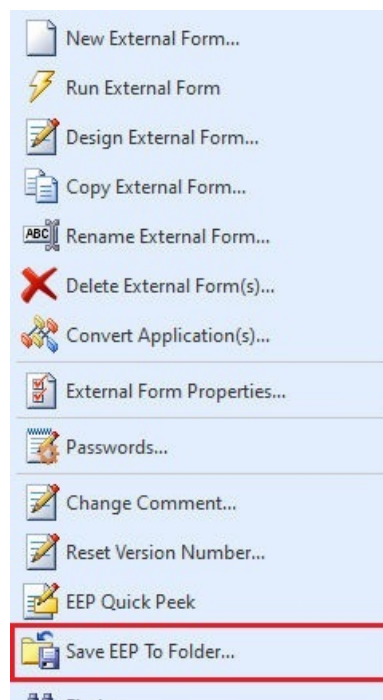 New External Form...
Run External Form
Design External Form...
Copy External Form...
ABC Rename External Form...
Delete External Form(s)...
Convert Application(s)...
External Form Properties...
Passwords...
Change Comment...
Reset Version Number...
EEP Quick Peek
Save EEP To Folder...